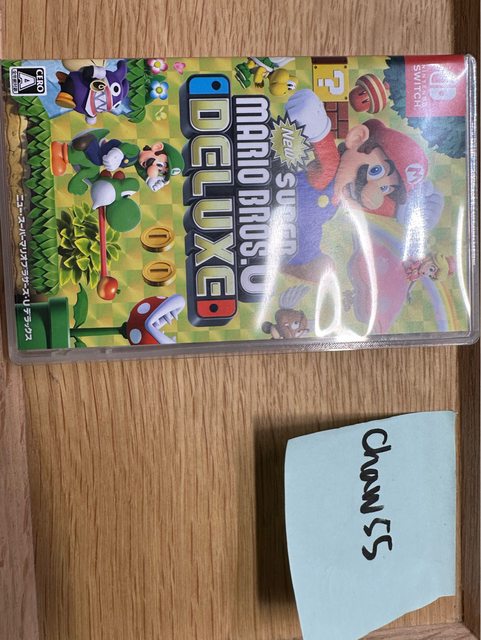 NINTENDO
SWITCH
New
SUPER
MARIO BROS. U
DELUXE
CERO
A
ニュー・スーパーマリオブラザーズ・U デラックス
chanES